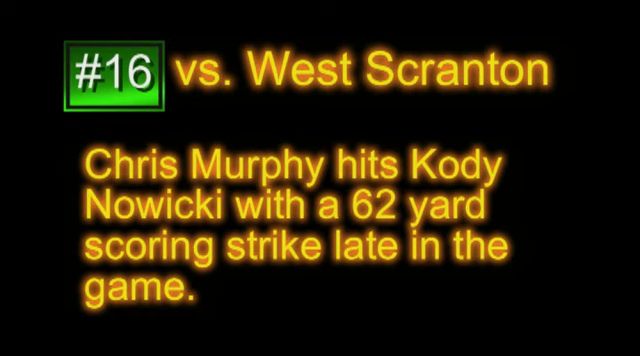 #16 vs. West Scranton
Chris Murphy hits Kody
Nowicki with a 62 yard
scoring strike late in the
game.